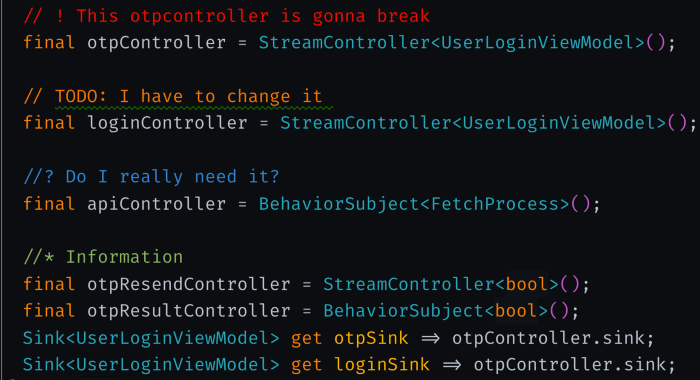 // ! This otpcontroller is gonna break
final otpController = StreamController<UserLoginViewModel>();
// TODO: I have to change it
final loginController = StreamController<UserLoginViewModel>();
//? Do I really need it?
final apiController = BehaviorSubject<FetchProcess>();
//* Information
final otpResendController = StreamController<bool>();
final otpResultController = BehaviorSubject<bool>();
Sink<UserLoginViewModel> get otpSink => otpController.sink;
Sink<UserLoginViewModel> get loginSink => otpController.sink;